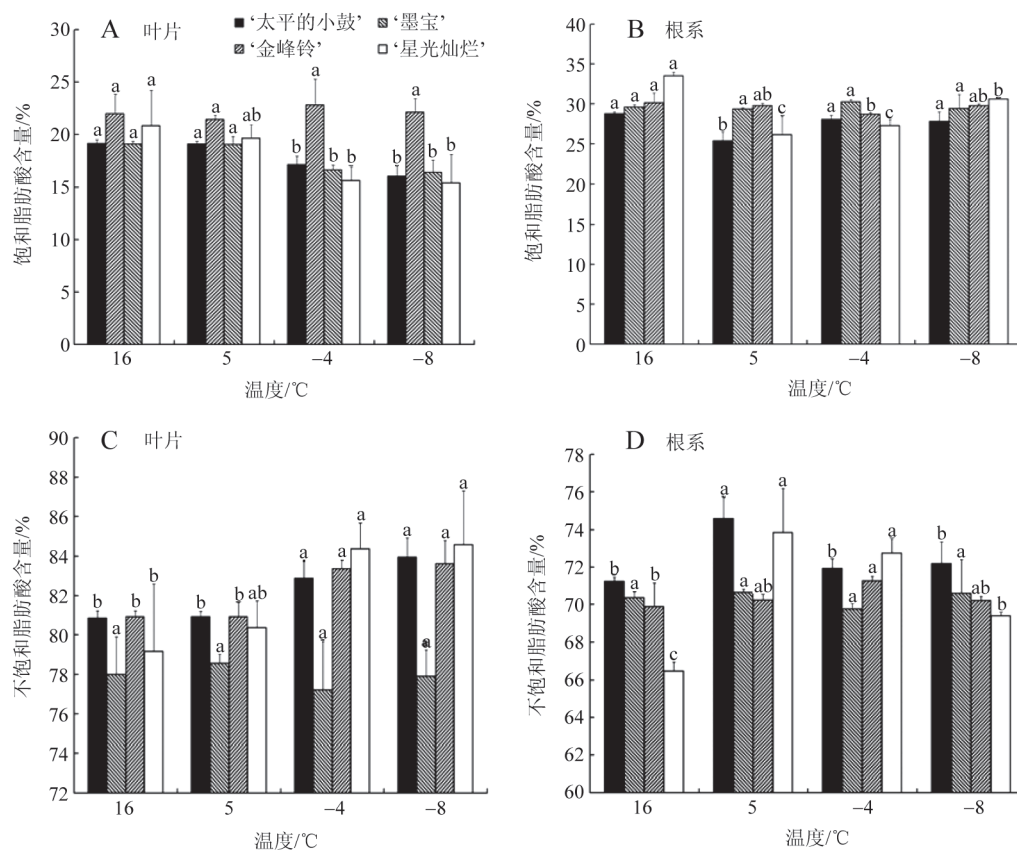 A 叶片
‘太平的小鼓’ ‘墨宝’
‘金峰铃’ ‘星光灿烂’
饱和脂肪酸含量/%
30
25
20
15
10
5
0
a a a a
a a a ab
b a b b
b a b b
16 5 −4 −8
温度/℃
B 根系
饱和脂肪酸含量/%
40
35
30
25
20
15
10
5
0
a a a a
b a ab c
a a b c
a a ab b
16 5 −4 −8
温度/℃
C 叶片
不饱和脂肪酸含量/%
90
88
86
84
82
80
78
76
74
72
b a b b
b a b ab
a a a a
a a a a
16 5 −4 −8
温度/℃
D 根系
不饱和脂肪酸含量/%
78
76
74
72
70
68
66
64
62
60
b a b c
a a ab a
b a a a
b a ab b
16 5 −4 −8
温度/℃